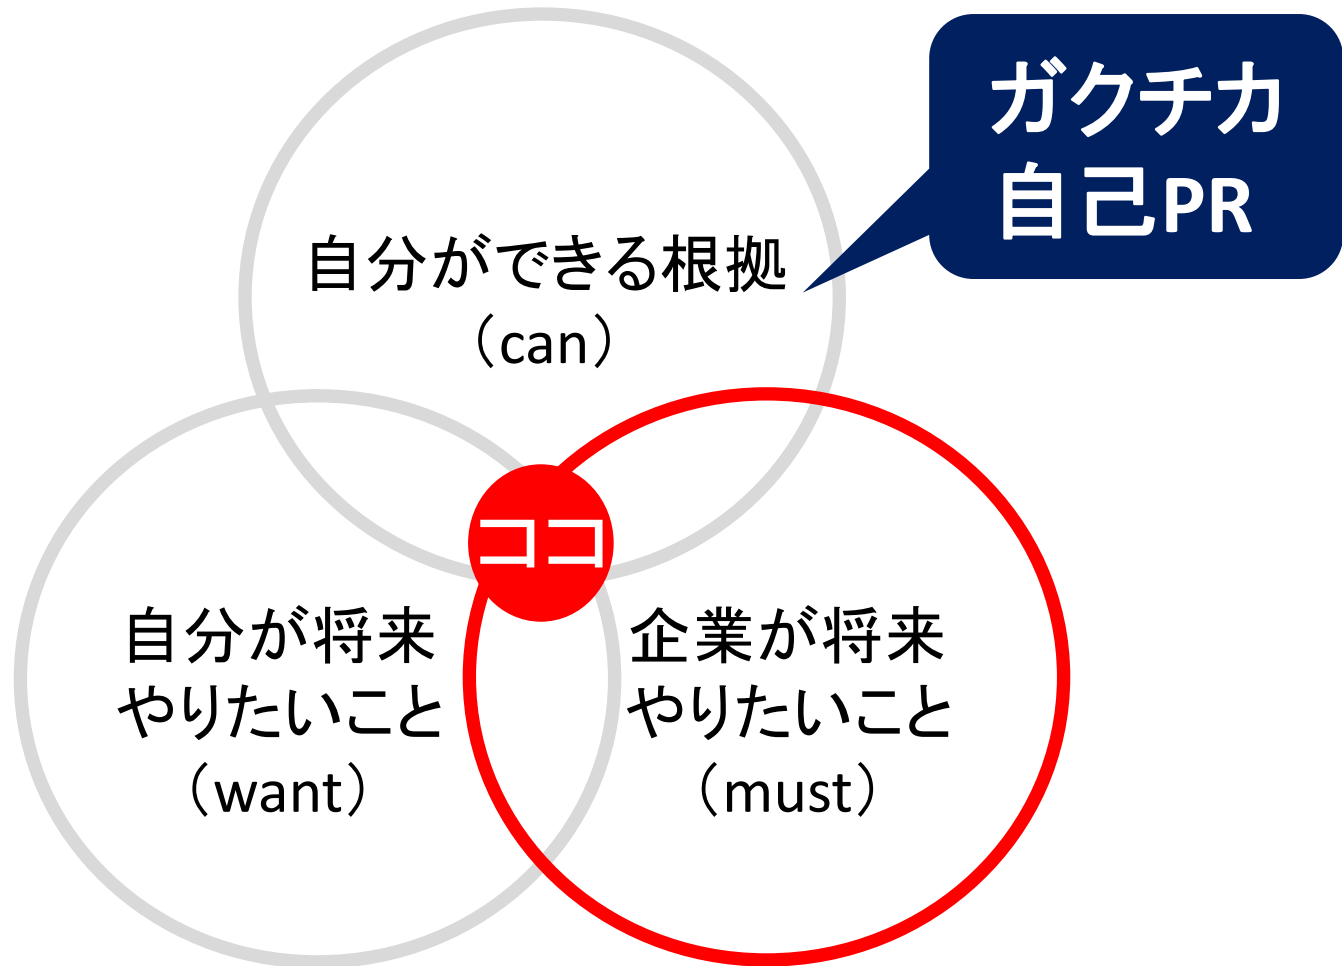 ガクチカ
自己PR
自分ができる根拠
（can）
ココ
自分が将来
やりたいこと
（want）
企業が将来
やりたいこと
（must）